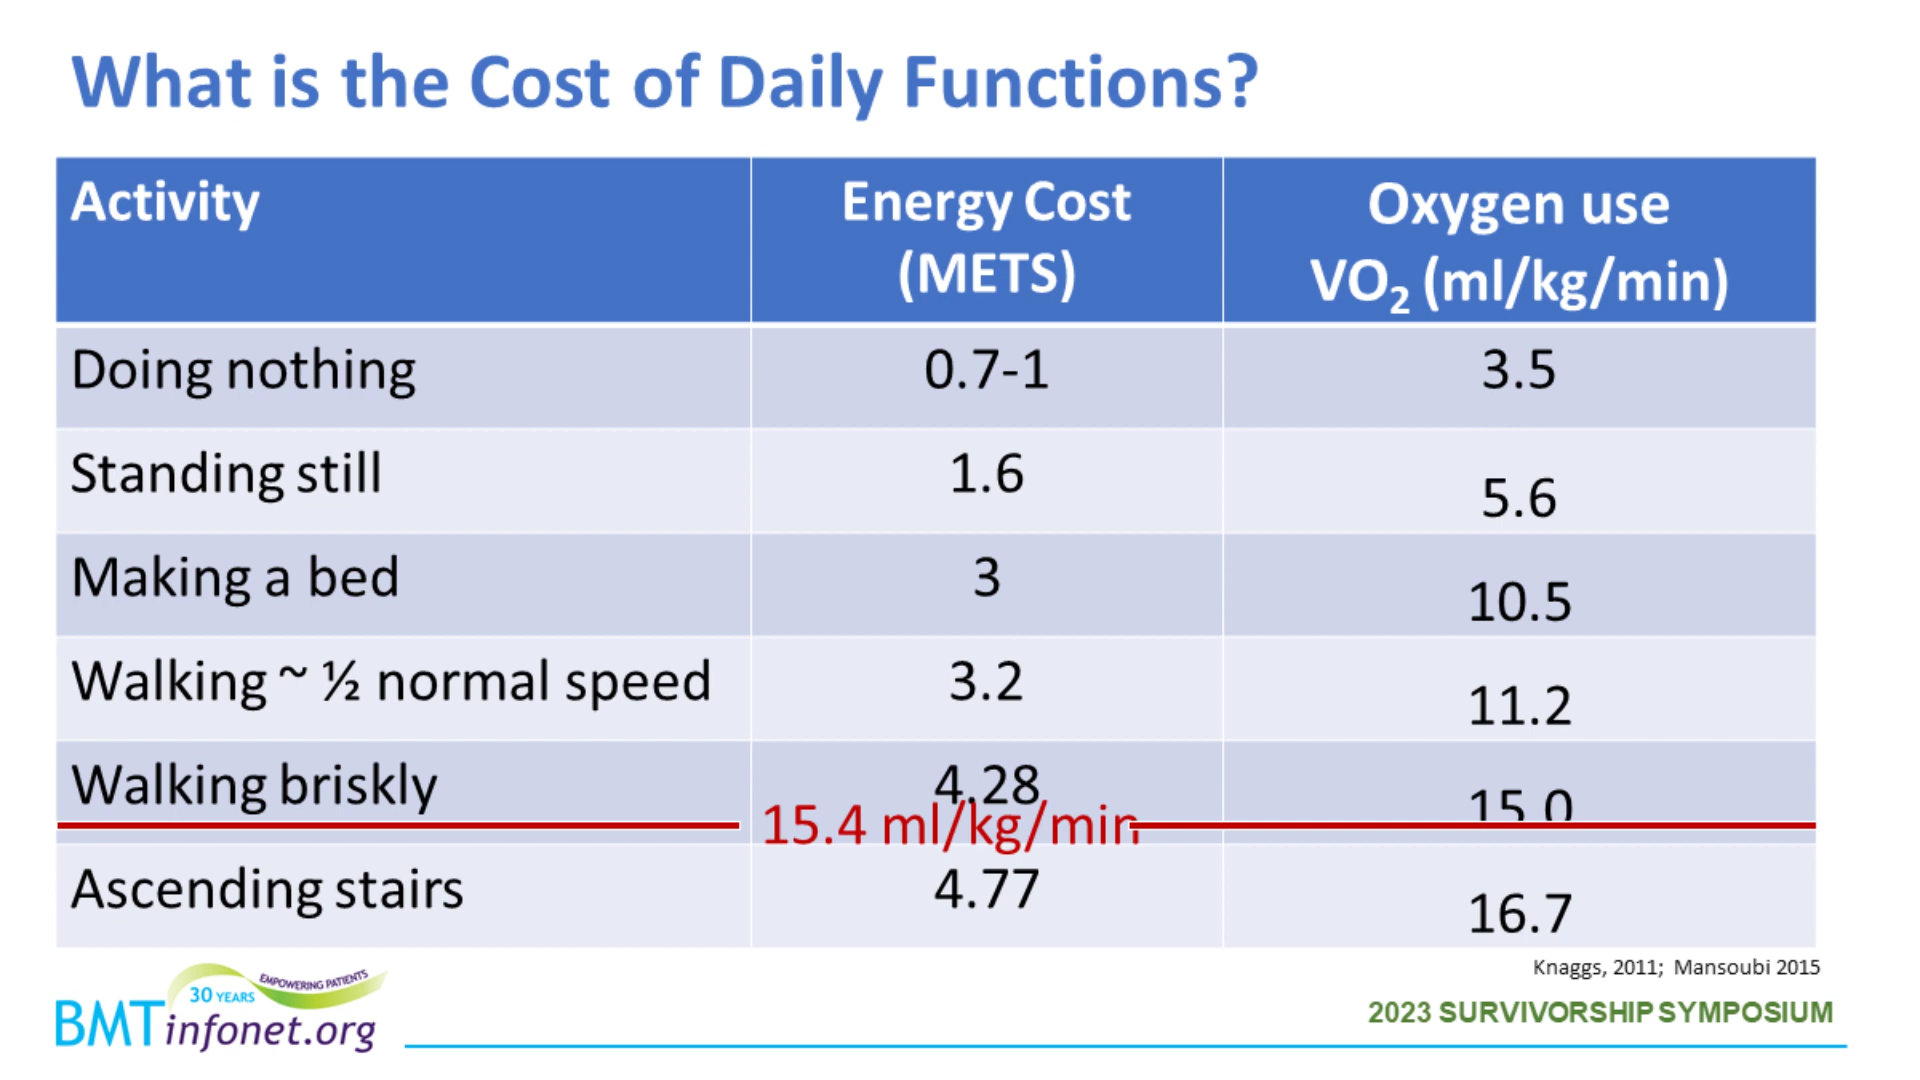 What is the Cost of Daily Functions?
Activity
Energy Cost
(METS)
Oxygen use
VO₂ (ml/kg/min)
Doing nothing
0.7-1
3.5
Standing still
1.6
5.6
Making a bed
3
10.5
Walking ~ ½ normal speed
3.2
11.2
Walking briskly
4.28
15.0
15.4 ml/kg/min
Ascending stairs
4.77
16.7
Knaggs, 2011; Mansoubi 2015
30 YEARS
EMPOWERING PATIENTS
BMTinfonet.org
2023 SURVIVORSHIP SYMPOSIUM